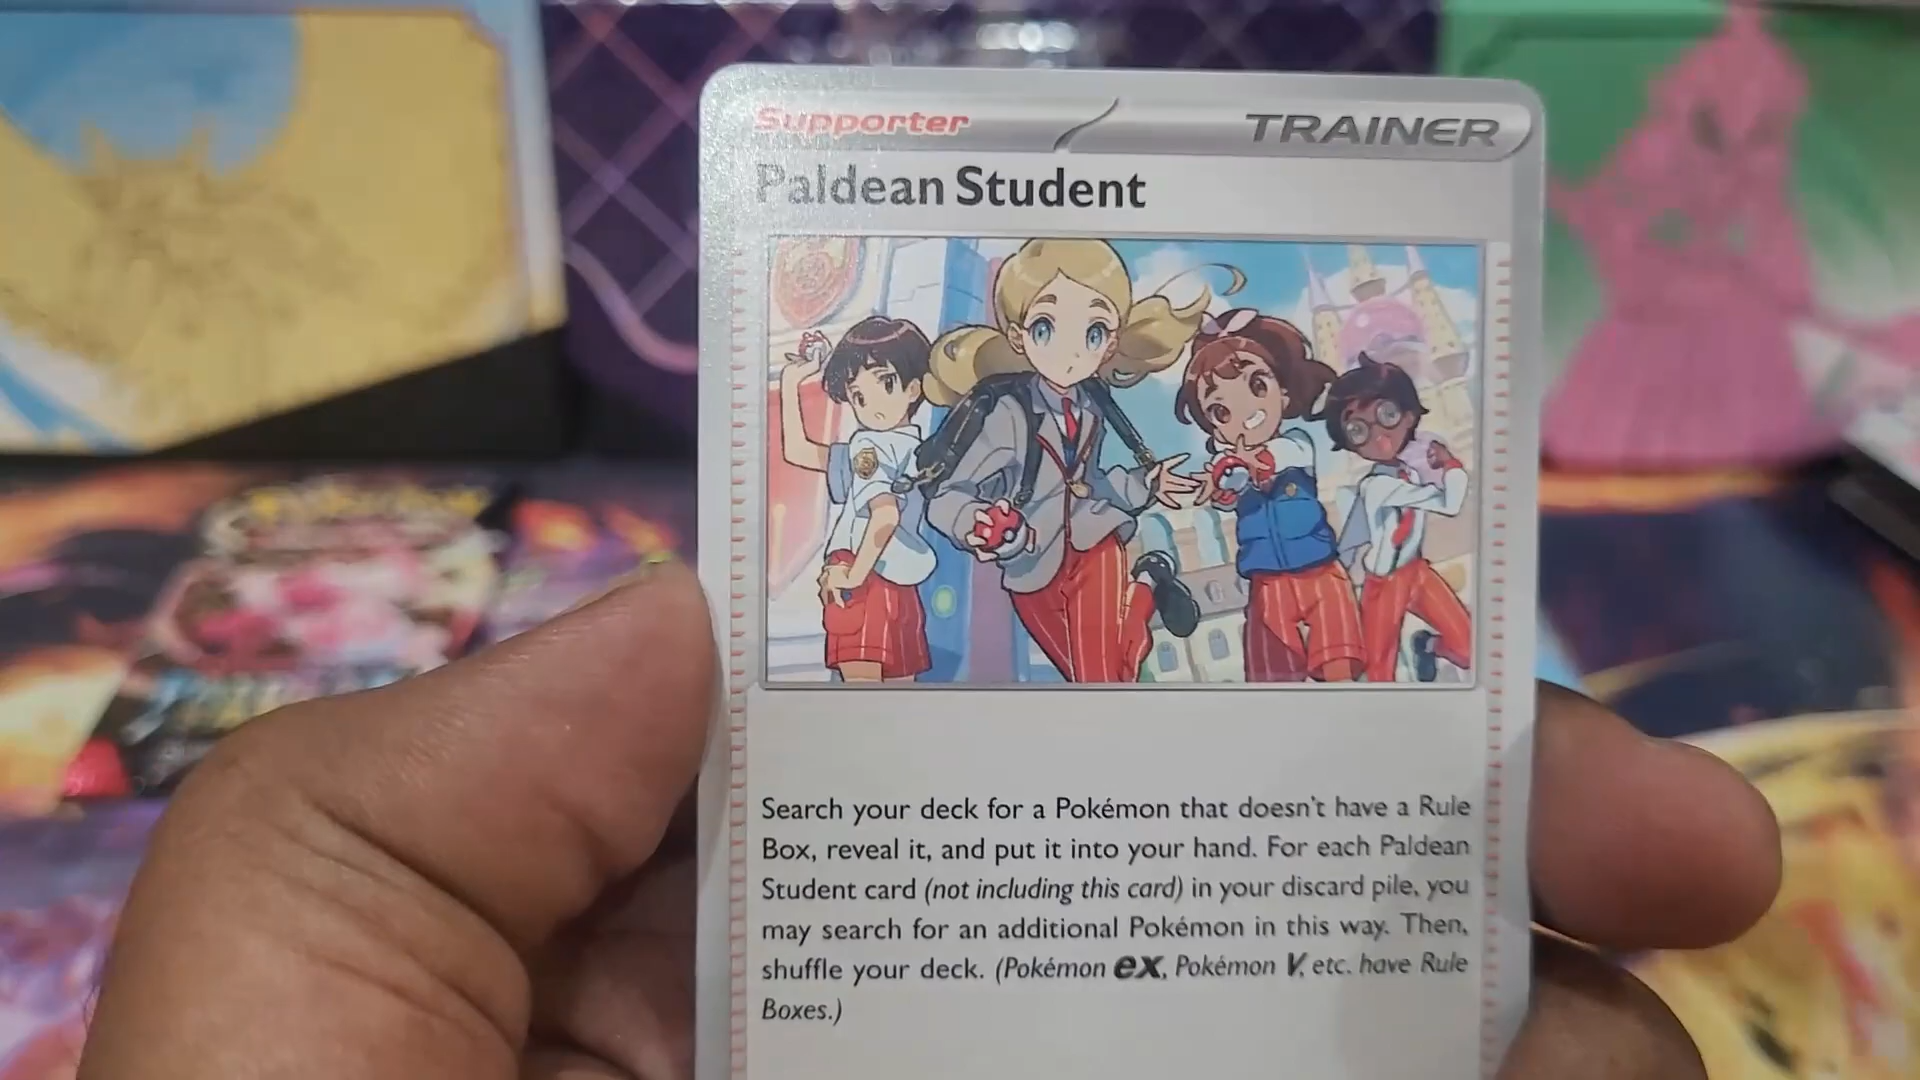 Supporter
TRAINER
Paldean Student
Search your deck for a Pokémon that doesn't have a Rule
Box, reveal it, and put it into your hand. For each Paldean
Student card (not including this card) in your discard pile, you
may search for an additional Pokémon in this way. Then,
shuffle your deck. (Pokémon ex, Pokémon V, etc. have Rule
Boxes.)